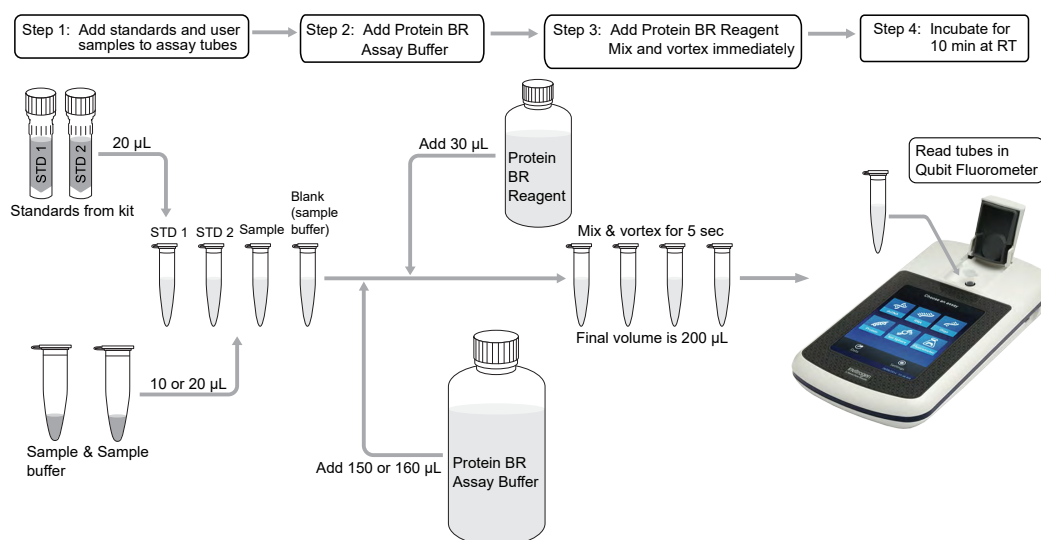 Step 1: Add standards and user
samples to assay tubes
Step 2: Add Protein BR
Assay Buffer
Step 3: Add Protein BR Reagent
Mix and vortex immediately
Step 4: Incubate for
10 min at RT
STD 1
STD 2
20 µL
Standards from kit
Add 30 µL
Protein
BR
Reagent
Read tubes in
Qubit Fluorometer
STD 1
STD 2
Sample
Blank
(sample
buffer)
Mix & vortex for 5 sec
Final volume is 200 µL
10 or 20 µL
Sample & Sample
buffer
Add 150 or 160 µL
Protein BR
Assay Buffer
Choose an assay
invitrogen